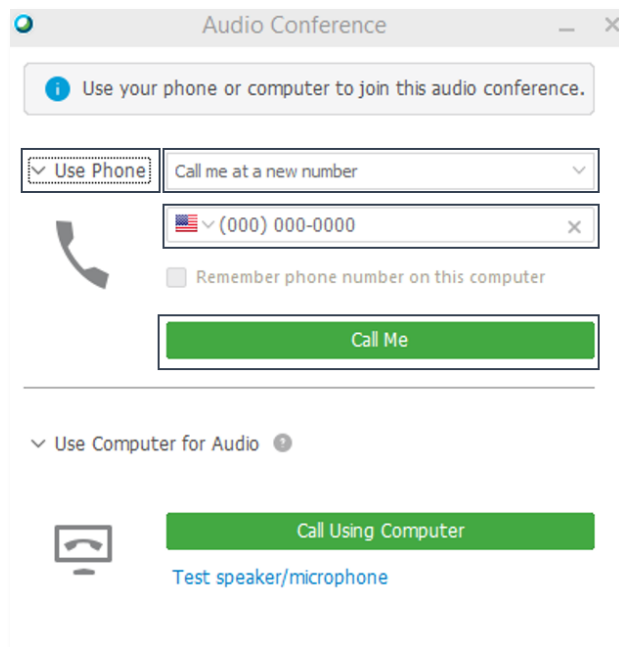 Audio Conference
Use your phone or computer to join this audio conference.
Use Phone
Call me at a new number
(000) 000-0000
Remember phone number on this computer
Call Me
Use Computer for Audio ?
Call Using Computer
Test speaker/microphone